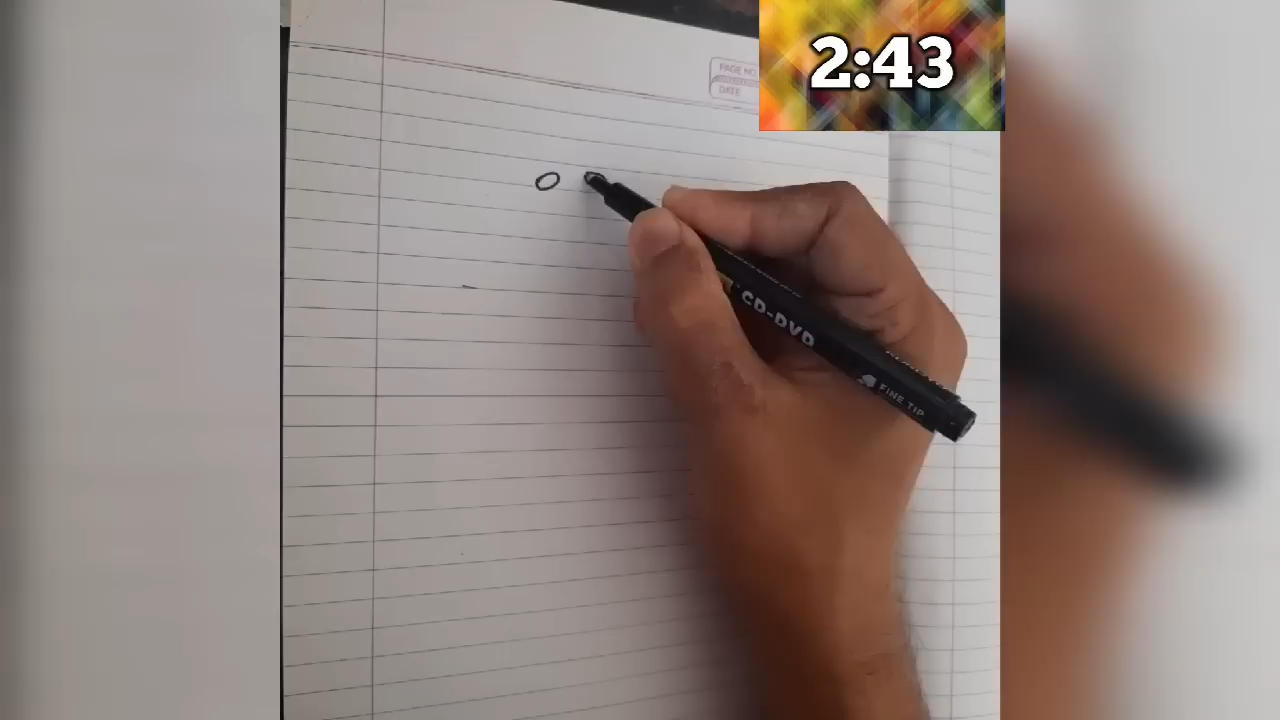 2:43
PAGE NO
DATE
O
CD-DVD
FINE TIP